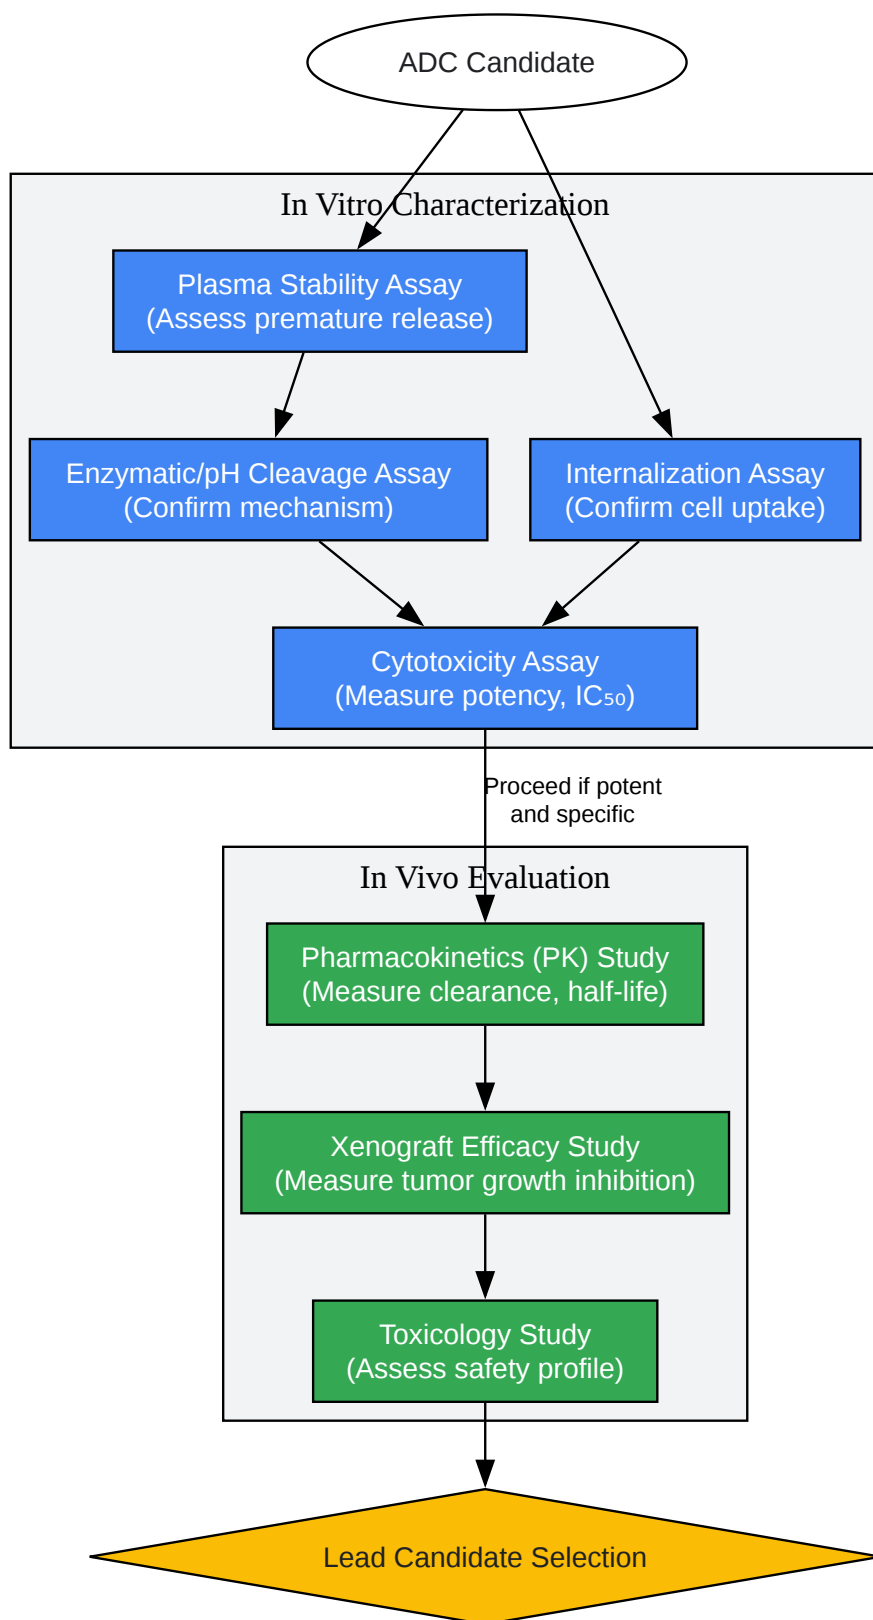 ADC Candidate
In Vitro Characterization
Plasma Stability Assay
(Assess premature release)
Enzymatic/pH Cleavage Assay
(Confirm mechanism)
Internalization Assay
(Confirm cell uptake)
Cytotoxicity Assay
(Measure potency, IC₅₀)
Proceed if potent
and specific
In Vivo Evaluation
Pharmacokinetics (PK) Study
(Measure clearance, half-life)
Xenograft Efficacy Study
(Measure tumor growth inhibition)
Toxicology Study
(Assess safety profile)
Lead Candidate Selection